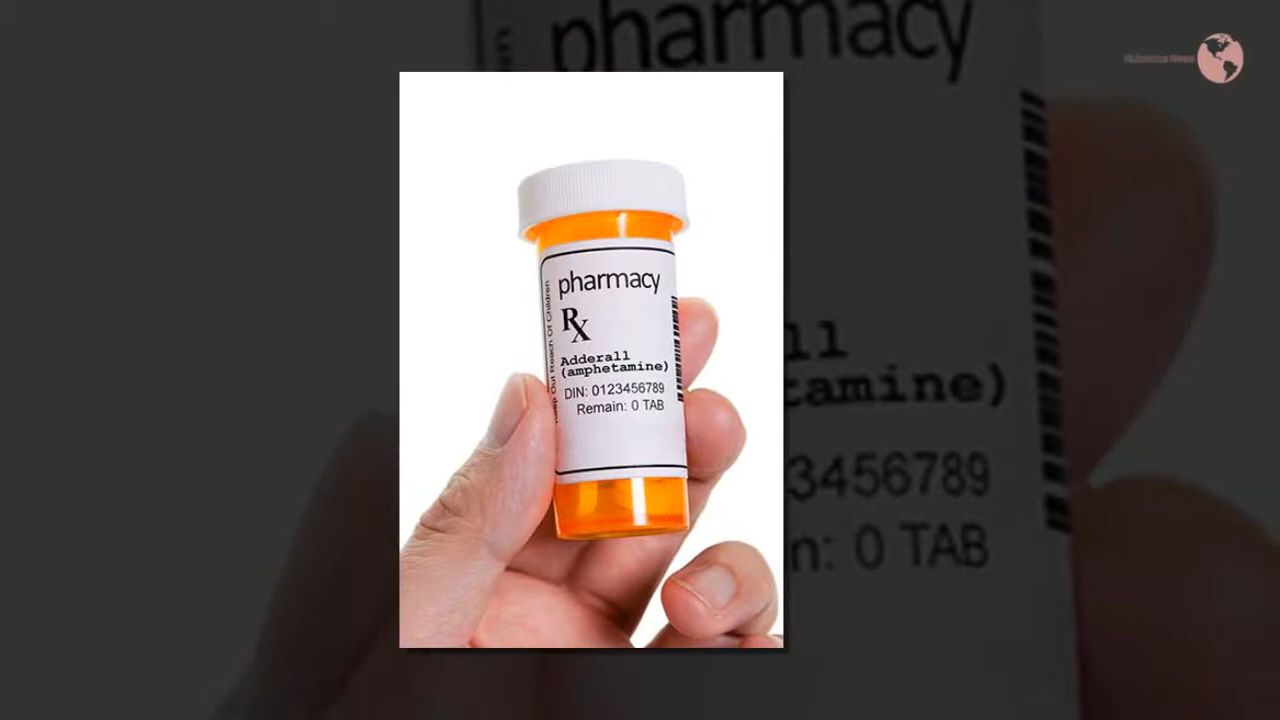 pharmacy
Rx
Adderall
(amphetamine)
DIN: 0123456789
Remain: 0 TAB
Keep Out Reach Of Children
pharmacy
ll
tamine)
3456789
n: 0 TAB